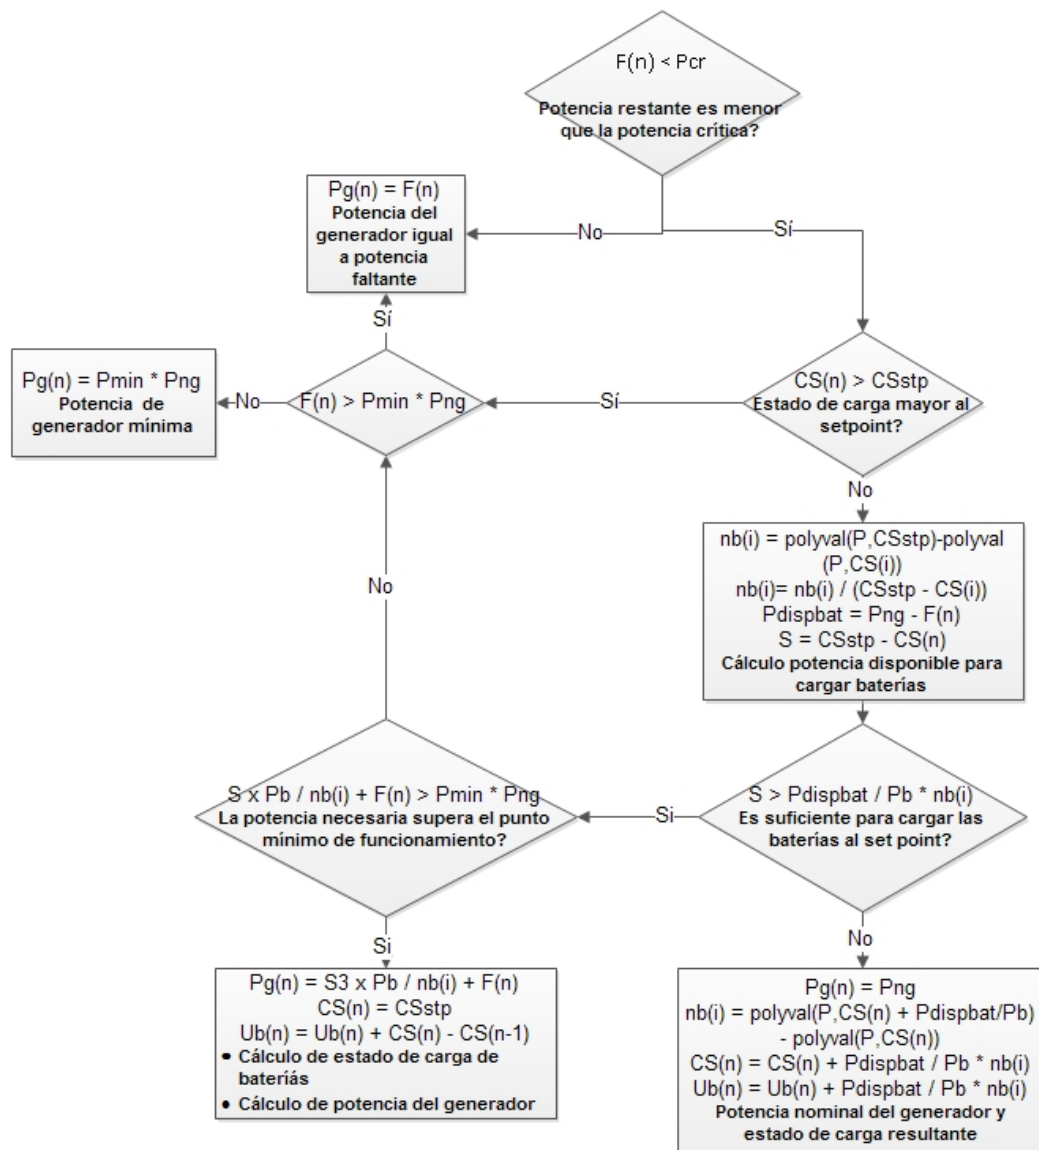 F(n) < Pcr
Potencia restante es menor
que la potencia crítica?
Pg(n) = F(n)
Potencia del
generador igual
a potencia
faltante
No
Sí
Sí
Pg(n) = Pmin * Png
Potencia de
generador mínima
No
F(n) > Pmin * Png
Sí
CS(n) > CSstp
Estado de carga mayor al
setpoint?
No
nb(i) = polyval(P,CSstp)-polyval
(P,CS(i))
nb(i)= nb(i) / (CSstp - CS(i))
Pdispbat = Png - F(n)
S = CSstp - CS(n)
Cálculo potencia disponible para
cargar baterías
No
S x Pb / nb(i) + F(n) > Pmin * Png
La potencia necesaria supera el punto
mínimo de funcionamiento?
Si
S > Pdispbat / Pb * nb(i)
Es suficiente para cargar las
baterías al set point?
Si
No
Pg(n) = S3 x Pb / nb(i) + F(n)
CS(n) = CSstp
Ub(n) = Ub(n) + CS(n) - CS(n-1)
• Cálculo de estado de carga de
bateríás
• Cálculo de potencia del generador
Pg(n) = Png
nb(i) = polyval(P,CS(n) + Pdispbat/Pb)
- polyval(P,CS(n))
CS(n) = CS(n) + Pdispbat / Pb * nb(i)
Ub(n) = Ub(n) + Pdispbat / Pb * nb(i)
Potencia nominal del generador y
estado de carga resultante